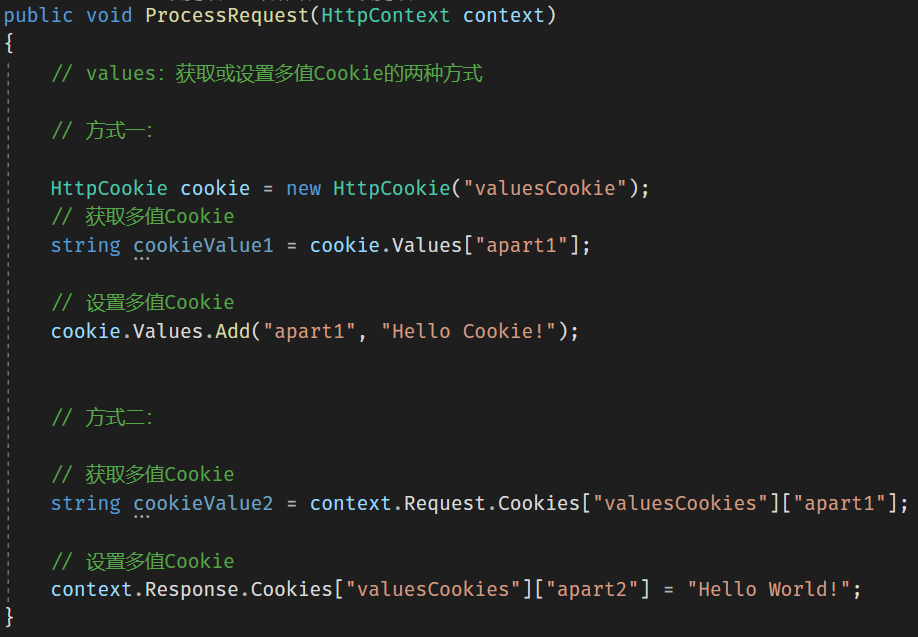 public void ProcessRequest(HttpContext context)
{
// values: 获取或设置多值Cookie的两种方式
// 方式一:
HttpCookie cookie = new HttpCookie("valuesCookie");
// 获取多值Cookie
string cookieValue1 = cookie.Values["apart1"];
// 设置多值Cookie
cookie.Values.Add("apart1", "Hello Cookie!");
// 方式二:
// 获取多值Cookie
string cookieValue2 = context.Request.Cookies["valuesCookies"]["apart1"];
// 设置多值Cookie
context.Response.Cookies["valuesCookies"]["apart2"] = "Hello World!";
}